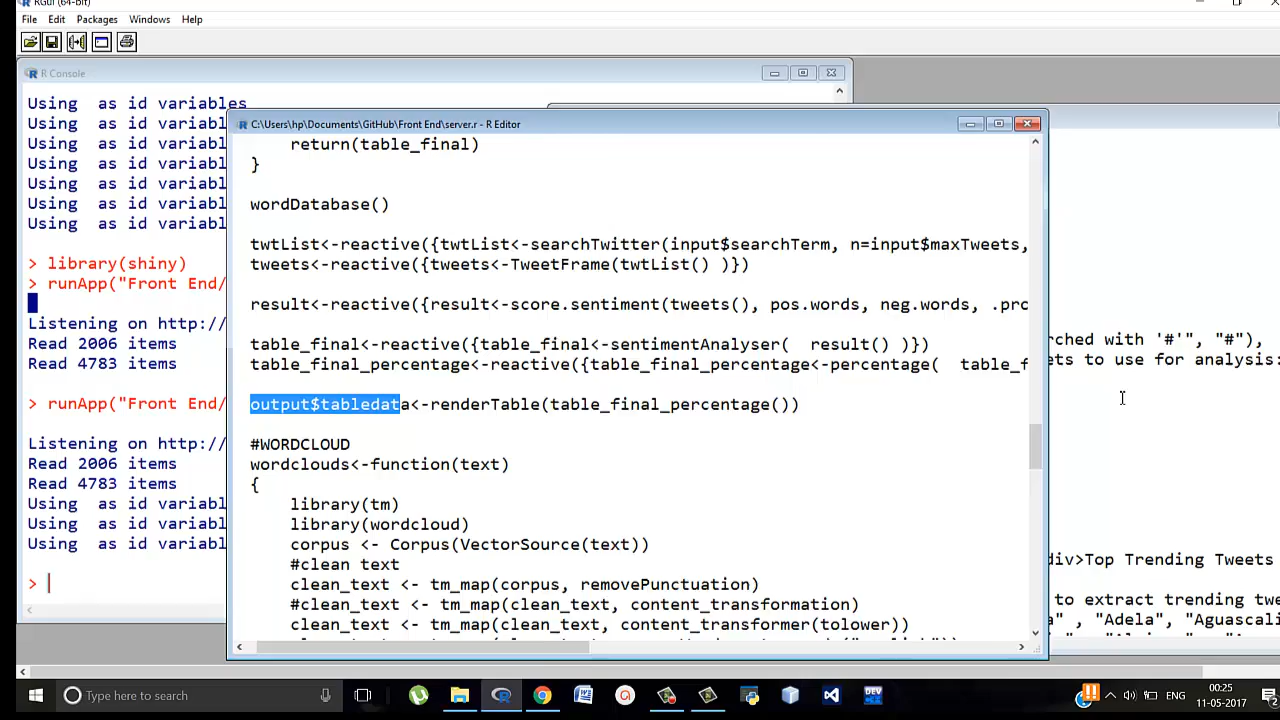 RGui (64-bit)
File Edit Packages Windows Help
R Console
Using as id variables
Using as id variabl
Using as id variabl
Using as id variabl
Using as id variabl
Using as id variabl
Using as id variabl
> library(shiny)
> runApp("Front End/
Listening on http://
Read 2006 items
Read 4783 items
> runApp("Front End/
Listening on http://
Read 2006 items
Read 4783 items
Using as id variabl
Using as id variabl
Using as id variabl
>
C:\Users\hp\Documents\GitHub\Front End\server.r - R Editor
return(table_final)
}
wordDatabase()
twtList<-reactive({twtList<-searchTwitter(input$searchTerm, n=input$maxTweets,
tweets<-reactive({tweets<-TweetFrame(twtList() )})
result<-reactive({result<-score.sentiment(tweets(), pos.words, neg.words, .prc
table_final<-reactive({table_final<-sentimentAnalyser( result() )})
table_final_percentage<-reactive({table_final_percentage<-percentage( table_f
output$tabledata<-renderTable(table_final_percentage())
#WORDCLOUD
wordclouds<-function(text)
{
library(tm)
library(wordcloud)
corpus <- Corpus(VectorSource(text))
#clean text
clean_text <- tm_map(corpus, removePunctuation)
#clean_text <- tm_map(clean_text, content_transformation)
clean_text <- tm_map(clean_text, content_transformer(tolower))
rched with '#'", "#"),
ets to use for analysis:
div>Top Trending Tweets
to extract trending twe
"Adela" , "Aguascali
Type here to search
ENG
00:25
11-05-2017
DEV
2